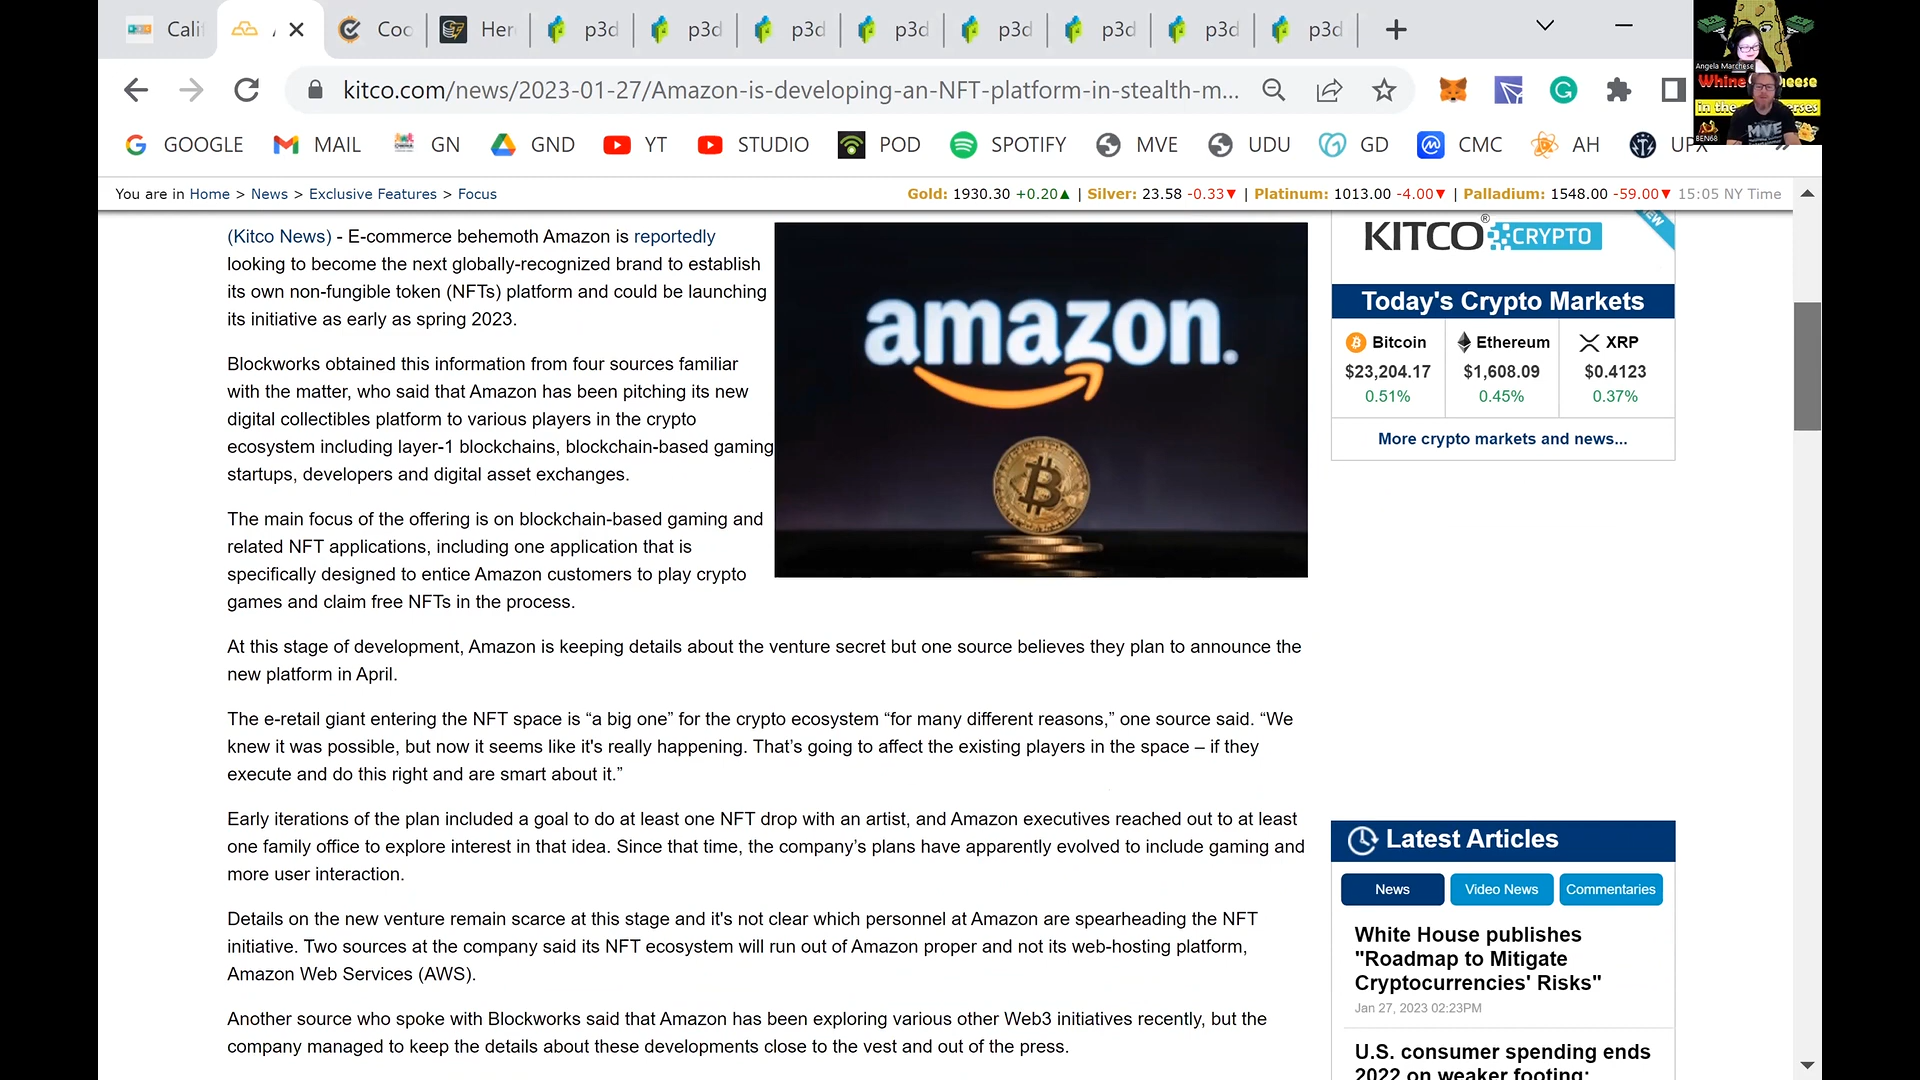 Cali
Coo
Her
p3d
p3d
p3d
p3d
p3d
p3d
p3d
p3d
Angela Marchese
Whine
heese
in the
erses
MVE
BEN68
kitco.com/news/2023-01-27/Amazon-is-developing-an-NFT-platform-in-stealth-m...
GOOGLE MAIL GN GND YT STUDIO POD SPOTIFY MVE UDU GD CMC AH UPX
You are in Home > News > Exclusive Features > Focus
Gold: 1930.30 +0.20▲ | Silver: 23.58 -0.33▼ | Platinum: 1013.00 -4.00▼ | Palladium: 1548.00 -59.00▼ 15:05 NY Time
(Kitco News) - E-commerce behemoth Amazon is reportedly
looking to become the next globally-recognized brand to establish
its own non-fungible token (NFTs) platform and could be launching
its initiative as early as spring 2023.
Blockworks obtained this information from four sources familiar
with the matter, who said that Amazon has been pitching its new
digital collectibles platform to various players in the crypto
ecosystem including layer-1 blockchains, blockchain-based gaming
startups, developers and digital asset exchanges.
The main focus of the offering is on blockchain-based gaming and
related NFT applications, including one application that is
specifically designed to entice Amazon customers to play crypto
games and claim free NFTs in the process.
amazon.
At this stage of development, Amazon is keeping details about the venture secret but one source believes they plan to announce the
new platform in April.
The e-retail giant entering the NFT space is “a big one” for the crypto ecosystem “for many different reasons,” one source said. “We
knew it was possible, but now it seems like it's really happening. That’s going to affect the existing players in the space – if they
execute and do this right and are smart about it.”
Early iterations of the plan included a goal to do at least one NFT drop with an artist, and Amazon executives reached out to at least
one family office to explore interest in that idea. Since that time, the company’s plans have apparently evolved to include gaming and
more user interaction.
Details on the new venture remain scarce at this stage and it's not clear which personnel at Amazon are spearheading the NFT
initiative. Two sources at the company said its NFT ecosystem will run out of Amazon proper and not its web-hosting platform,
Amazon Web Services (AWS).
Another source who spoke with Blockworks said that Amazon has been exploring various other Web3 initiatives recently, but the
company managed to keep the details about these developments close to the vest and out of the press.
NEW
KITCO® CRYPTO
Today's Crypto Markets
Bitcoin Ethereum XRP
$23,204.17 $1,608.09 $0.4123
0.51% 0.45% 0.37%
More crypto markets and news...
Latest Articles
News Video News Commentaries
White House publishes
"Roadmap to Mitigate
Cryptocurrencies' Risks"
Jan 27, 2023 02:23PM
U.S. consumer spending ends
2022 on weaker footing;